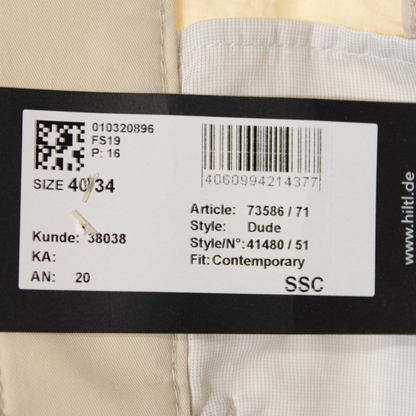 010320896
FS19
P: 16
SIZE 40/34
4060994214377
Article: 73586 / 71
Style: Dude
Style/N°: 41480 / 51
Fit: Contemporary
Kunde: 38038
KA:
AN: 20
SSC
www.hiltl.de